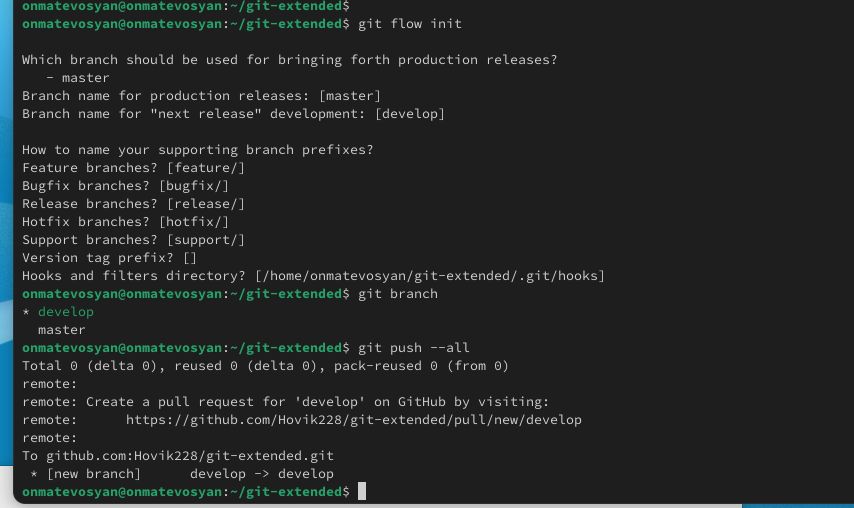 onmatevosyan@onmatevosyan:~/git-extended$
onmatevosyan@onmatevosyan:~/git-extended$ git flow init
Which branch should be used for bringing forth production releases?
   - master
Branch name for production releases: [master]
Branch name for "next release" development: [develop]
How to name your supporting branch prefixes?
Feature branches? [feature/]
Bugfix branches? [bugfix/]
Release branches? [release/]
Hotfix branches? [hotfix/]
Support branches? [support/]
Version tag prefix? []
Hooks and filters directory? [/home/onmatevosyan/git-extended/.git/hooks]
onmatevosyan@onmatevosyan:~/git-extended$ git branch
* develop
  master
onmatevosyan@onmatevosyan:~/git-extended$ git push --all
Total 0 (delta 0), reused 0 (delta 0), pack-reused 0 (from 0)
remote:
remote: Create a pull request for 'develop' on GitHub by visiting:
remote:      https://github.com/Hovik228/git-extended/pull/new/develop
remote:
To github.com:Hovik228/git-extended.git
 * [new branch]      develop -> develop
onmatevosyan@onmatevosyan:~/git-extended$